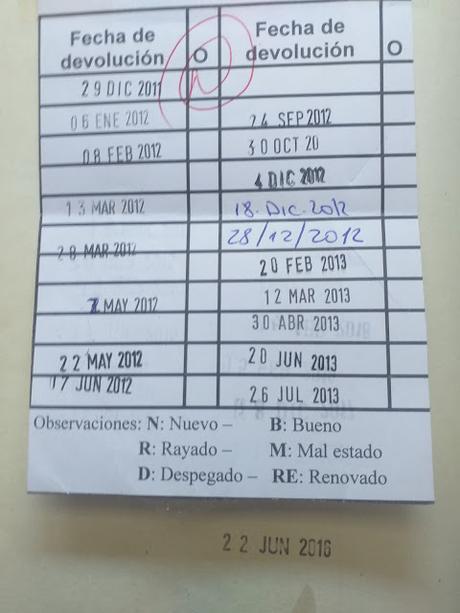 Fecha de devolución O Fecha de devolución O
N
29 DIC 2011
06 ENE 2012 24 SEP 2012
08 FEB 2012 30 OCT 20
4 DIC 2012
13 MAR 2012 18. DIC. 2012
28 MAR 2012 28/12/2012
20 FEB 2013
MAY 2012 12 MAR 2013
30 ABR 2013
22 MAY 2012 20 JUN 2013
17 JUN 2012 26 JUL 2013
Observaciones: N: Nuevo – B: Bueno
R: Rayado – M: Mal estado
D: Despegado – RE: Renovado
22 JUN 2016